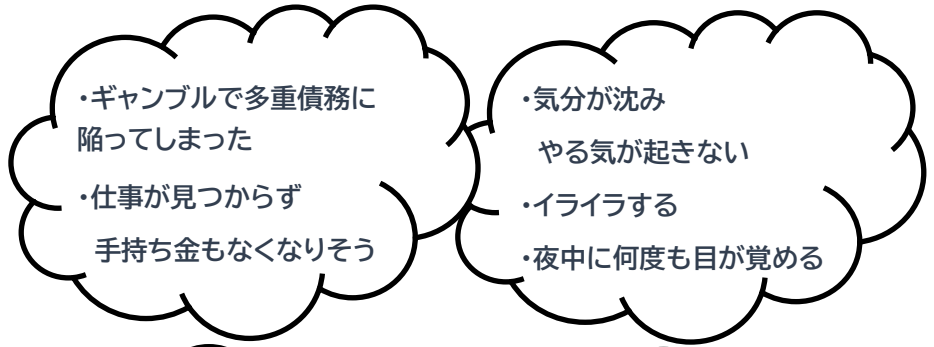 ・ギャンブルで多重債務に
陥ってしまった
・仕事が見つからず
手持ち金もなくなりそう
・気分が沈み
やる気が起きない
・イライラする
・夜中に何度も目が覚める